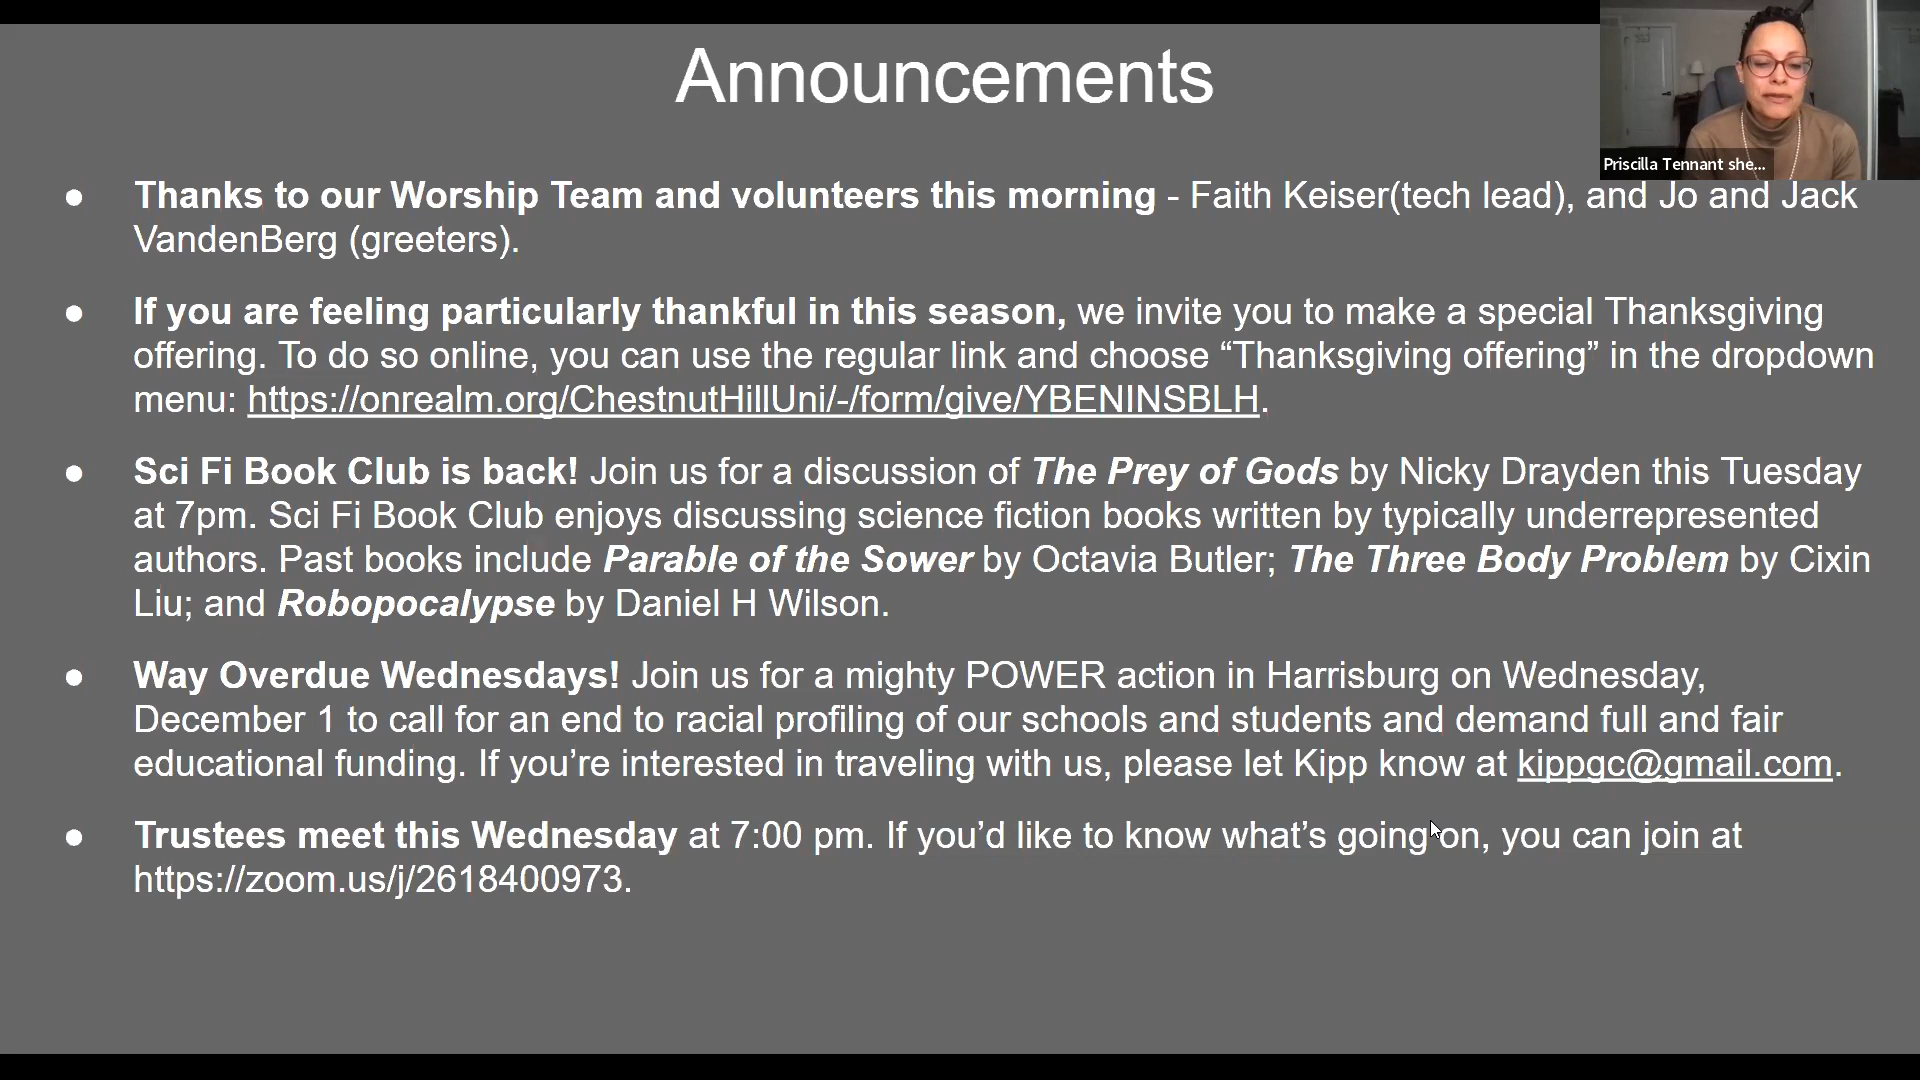 Announcements
Priscilla Tennant she...
● Thanks to our Worship Team and volunteers this morning - Faith Keiser(tech lead), and Jo and Jack
VandenBerg (greeters).
● If you are feeling particularly thankful in this season, we invite you to make a special Thanksgiving
offering. To do so online, you can use the regular link and choose “Thanksgiving offering” in the dropdown
menu: https://onrealm.org/ChestnutHillUni/-/form/give/YBENINSBLH.
● Sci Fi Book Club is back! Join us for a discussion of The Prey of Gods by Nicky Drayden this Tuesday
at 7pm. Sci Fi Book Club enjoys discussing science fiction books written by typically underrepresented
authors. Past books include Parable of the Sower by Octavia Butler; The Three Body Problem by Cixin
Liu; and Robopocalypse by Daniel H Wilson.
● Way Overdue Wednesdays! Join us for a mighty POWER action in Harrisburg on Wednesday,
December 1 to call for an end to racial profiling of our schools and students and demand full and fair
educational funding. If you’re interested in traveling with us, please let Kipp know at kippgc@gmail.com.
● Trustees meet this Wednesday at 7:00 pm. If you’d like to know what’s going on, you can join at
https://zoom.us/j/2618400973.